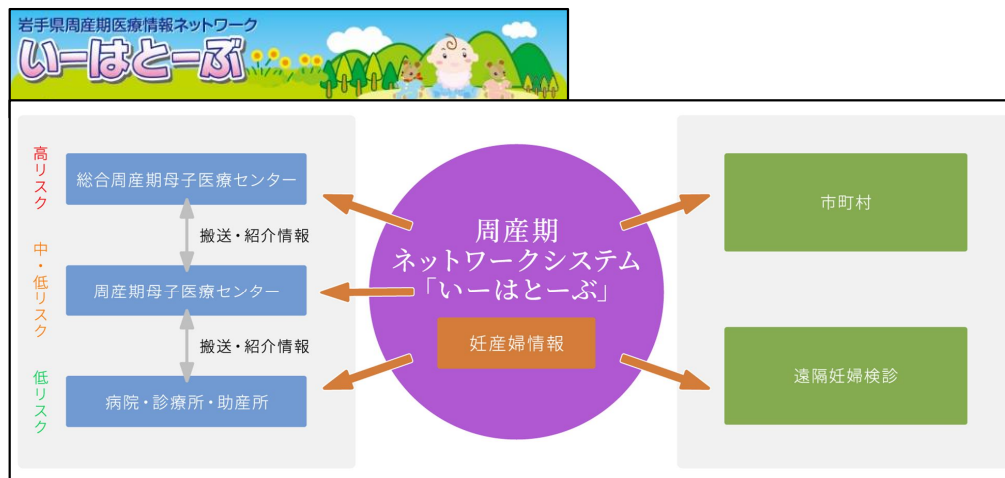 岩手県周産期医療情報ネットワーク
いーはとーぶ
高リスク
総合周産期母子医療センター
搬送・紹介情報
中・低リスク
周産期母子医療センター
搬送・紹介情報
低リスク
病院・診療所・助産所
周産期
ネットワークシステム
「いーはとーぶ」
妊産婦情報
市町村
遠隔妊婦検診